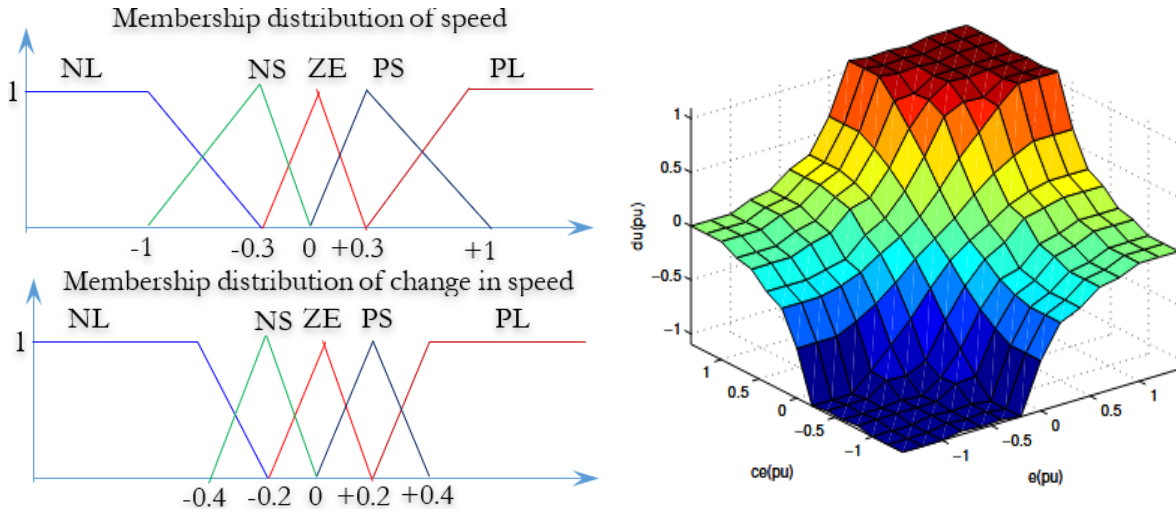 Membership distribution of speed
NL NS ZE PS PL
1
-1 -0.3 0 +0.3 +1
Membership distribution of change in speed
NL NS ZE PS PL
1
-0.4 -0.2 0 +0.2 +0.4
du(pu)
1
0.5
0
−0.5
−1
1
0.5
0
−0.5
−1
ce(pu)
−1
−0.5
0
0.5
1
e(pu)